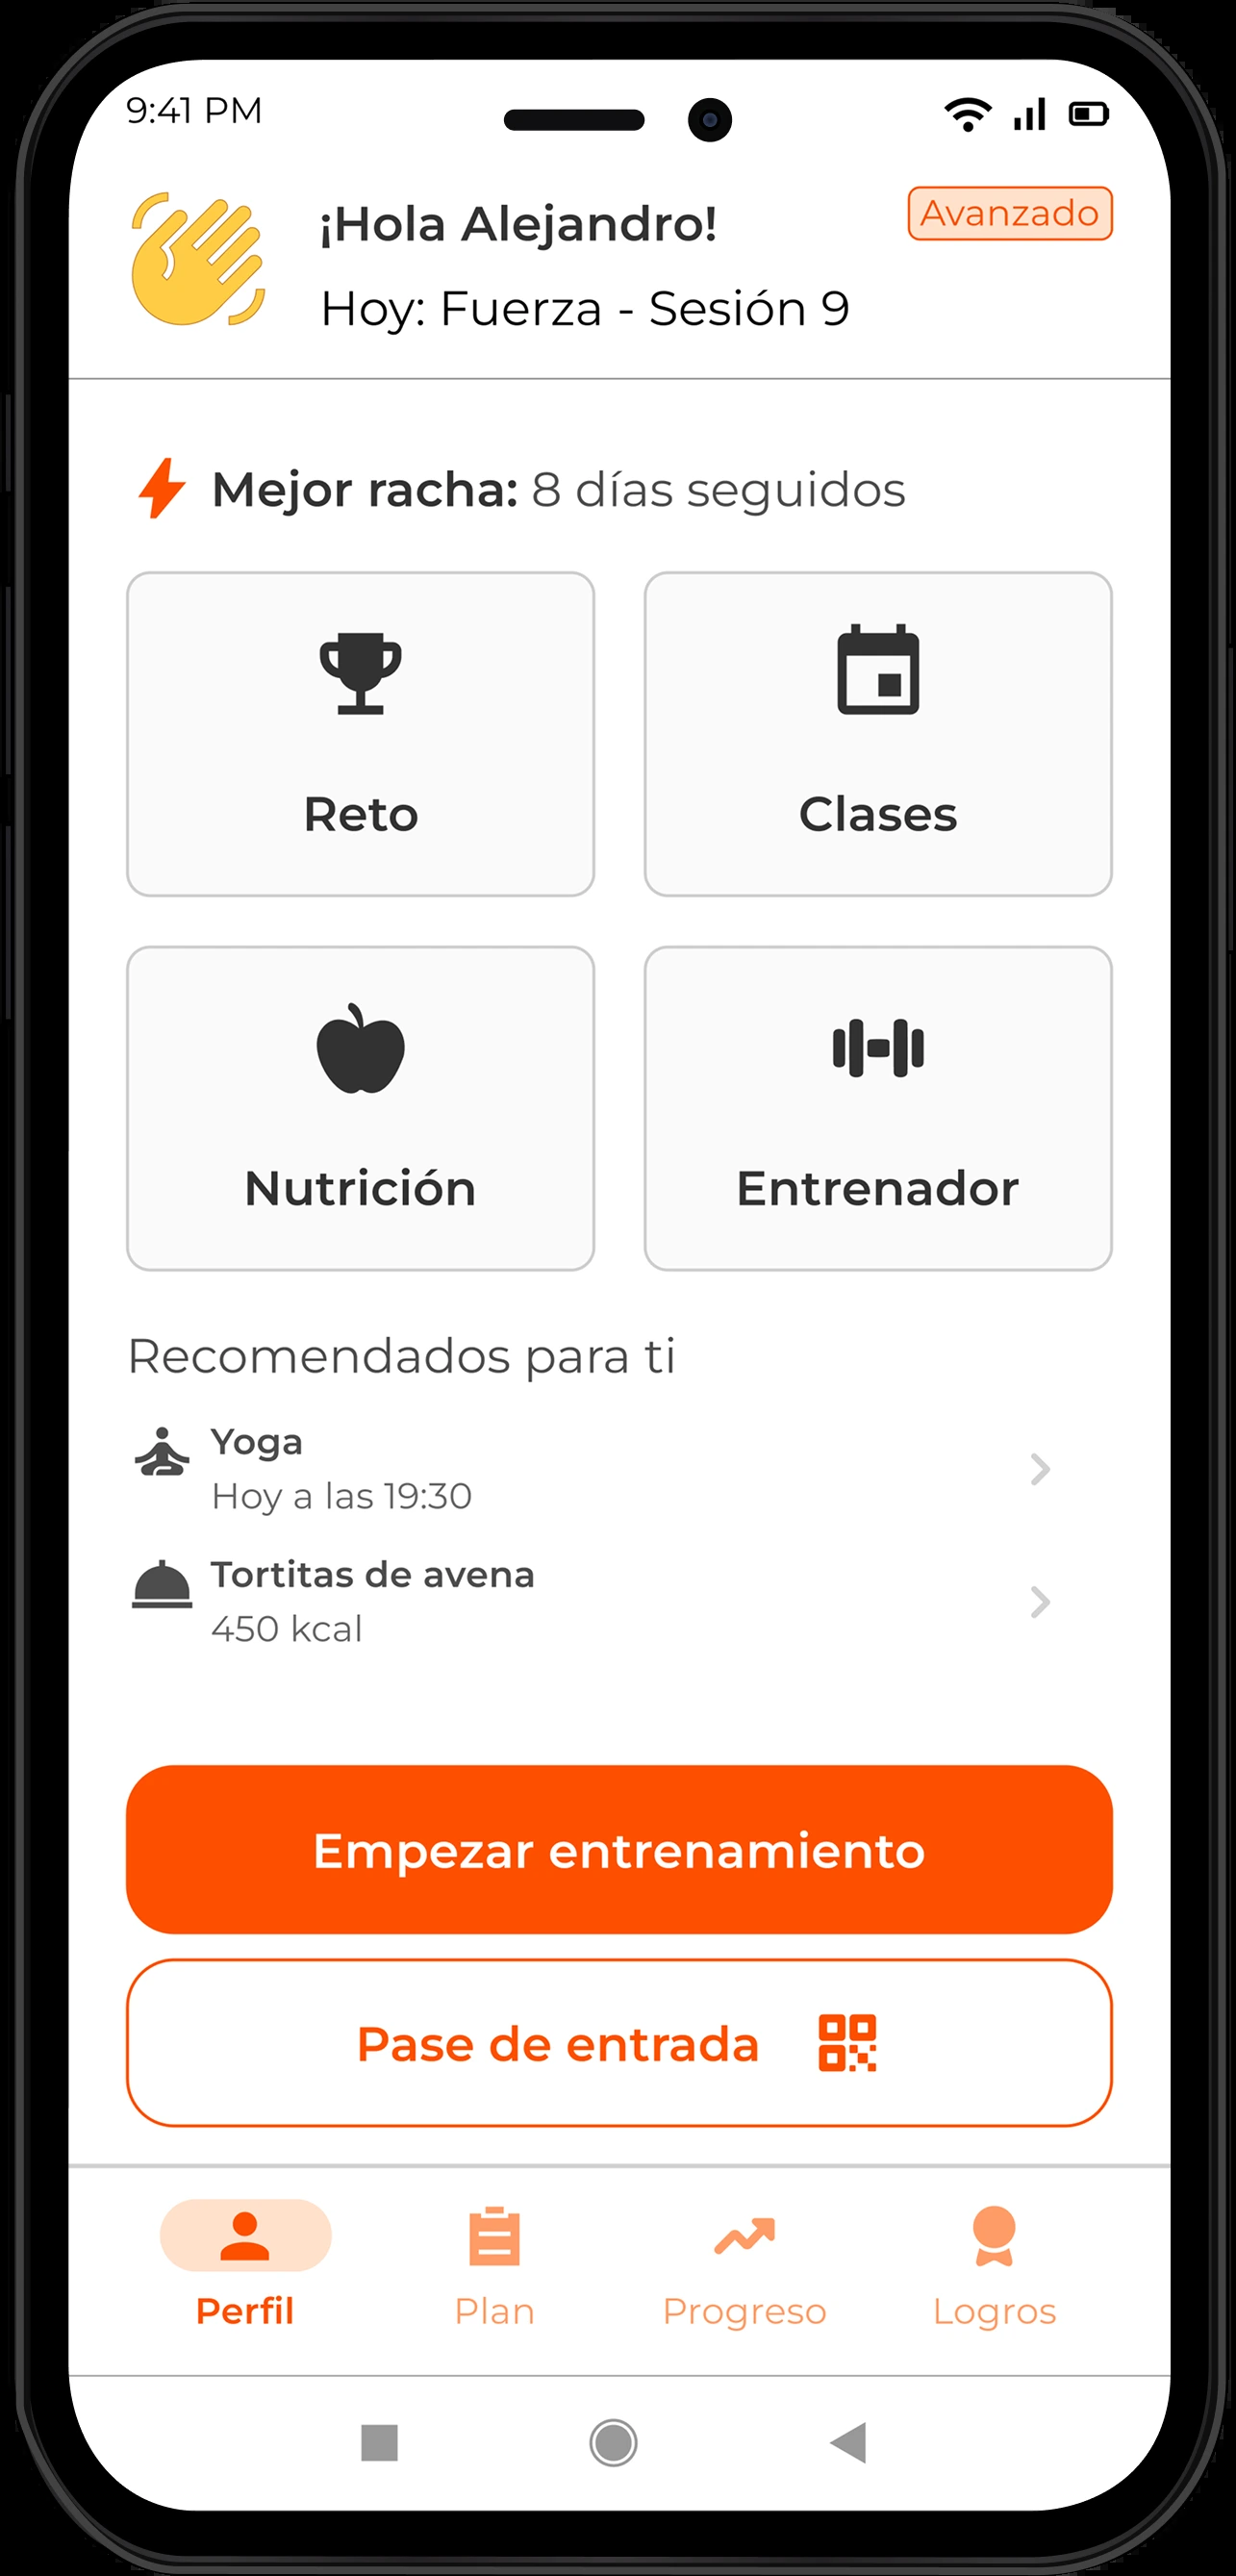 9:41 PM
¡Hola Alejandro!
Avanzado
Hoy: Fuerza - Sesión 9
Mejor racha: 8 días seguidos
Reto
Clases
Nutrición
Entrenador
Recomendados para ti
Yoga
Hoy a las 19:30
Tortitas de avena
450 kcal
Empezar entrenamiento
Pase de entrada
Perfil
Plan
Progreso
Logros